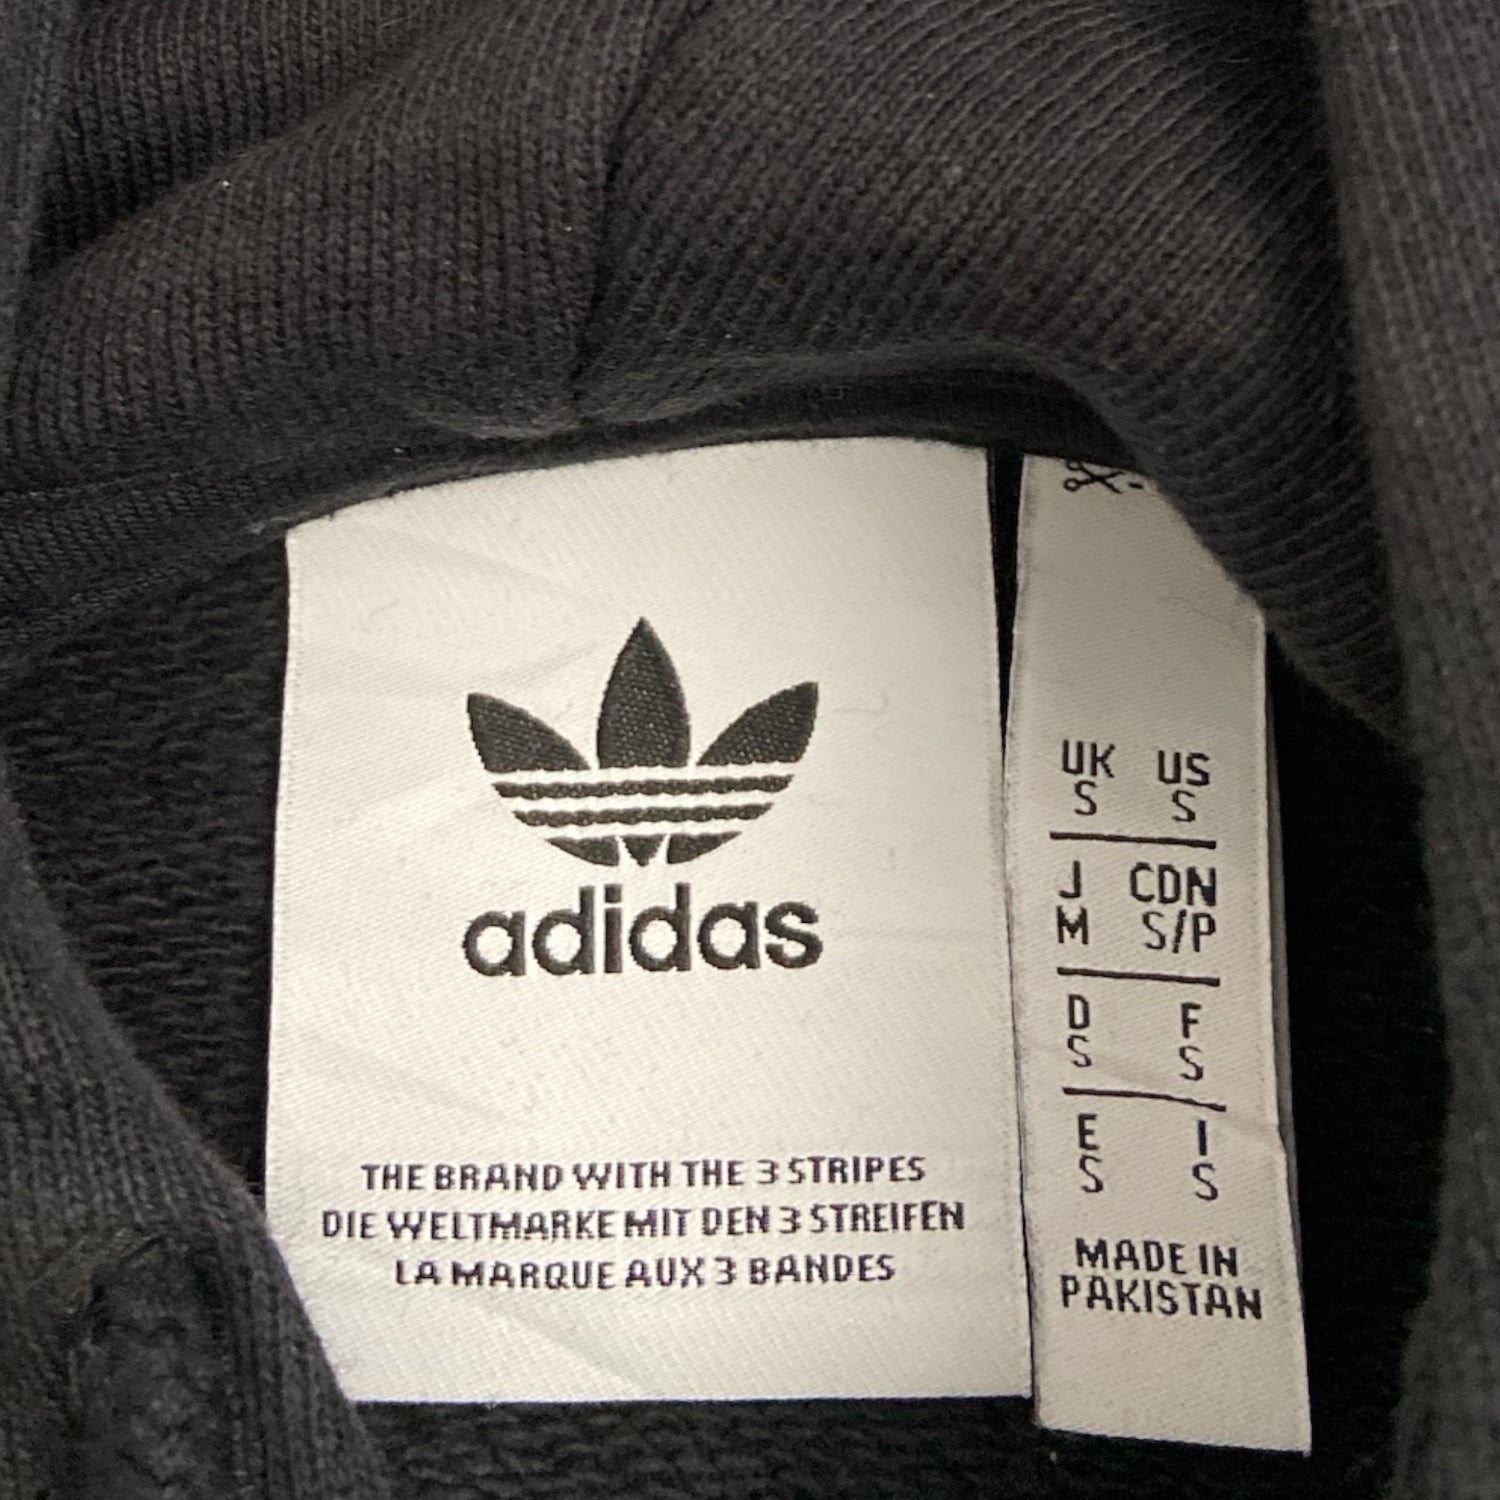 adidas
THE BRAND WITH THE 3 STRIPES
DIE WELTMARKE MIT DEN 3 STREIFEN
LA MARQUE AUX 3 BANDES
UK US
S S
J CDN
M S/P
D F
S S
E I
S S
MADE IN
PAKISTAN